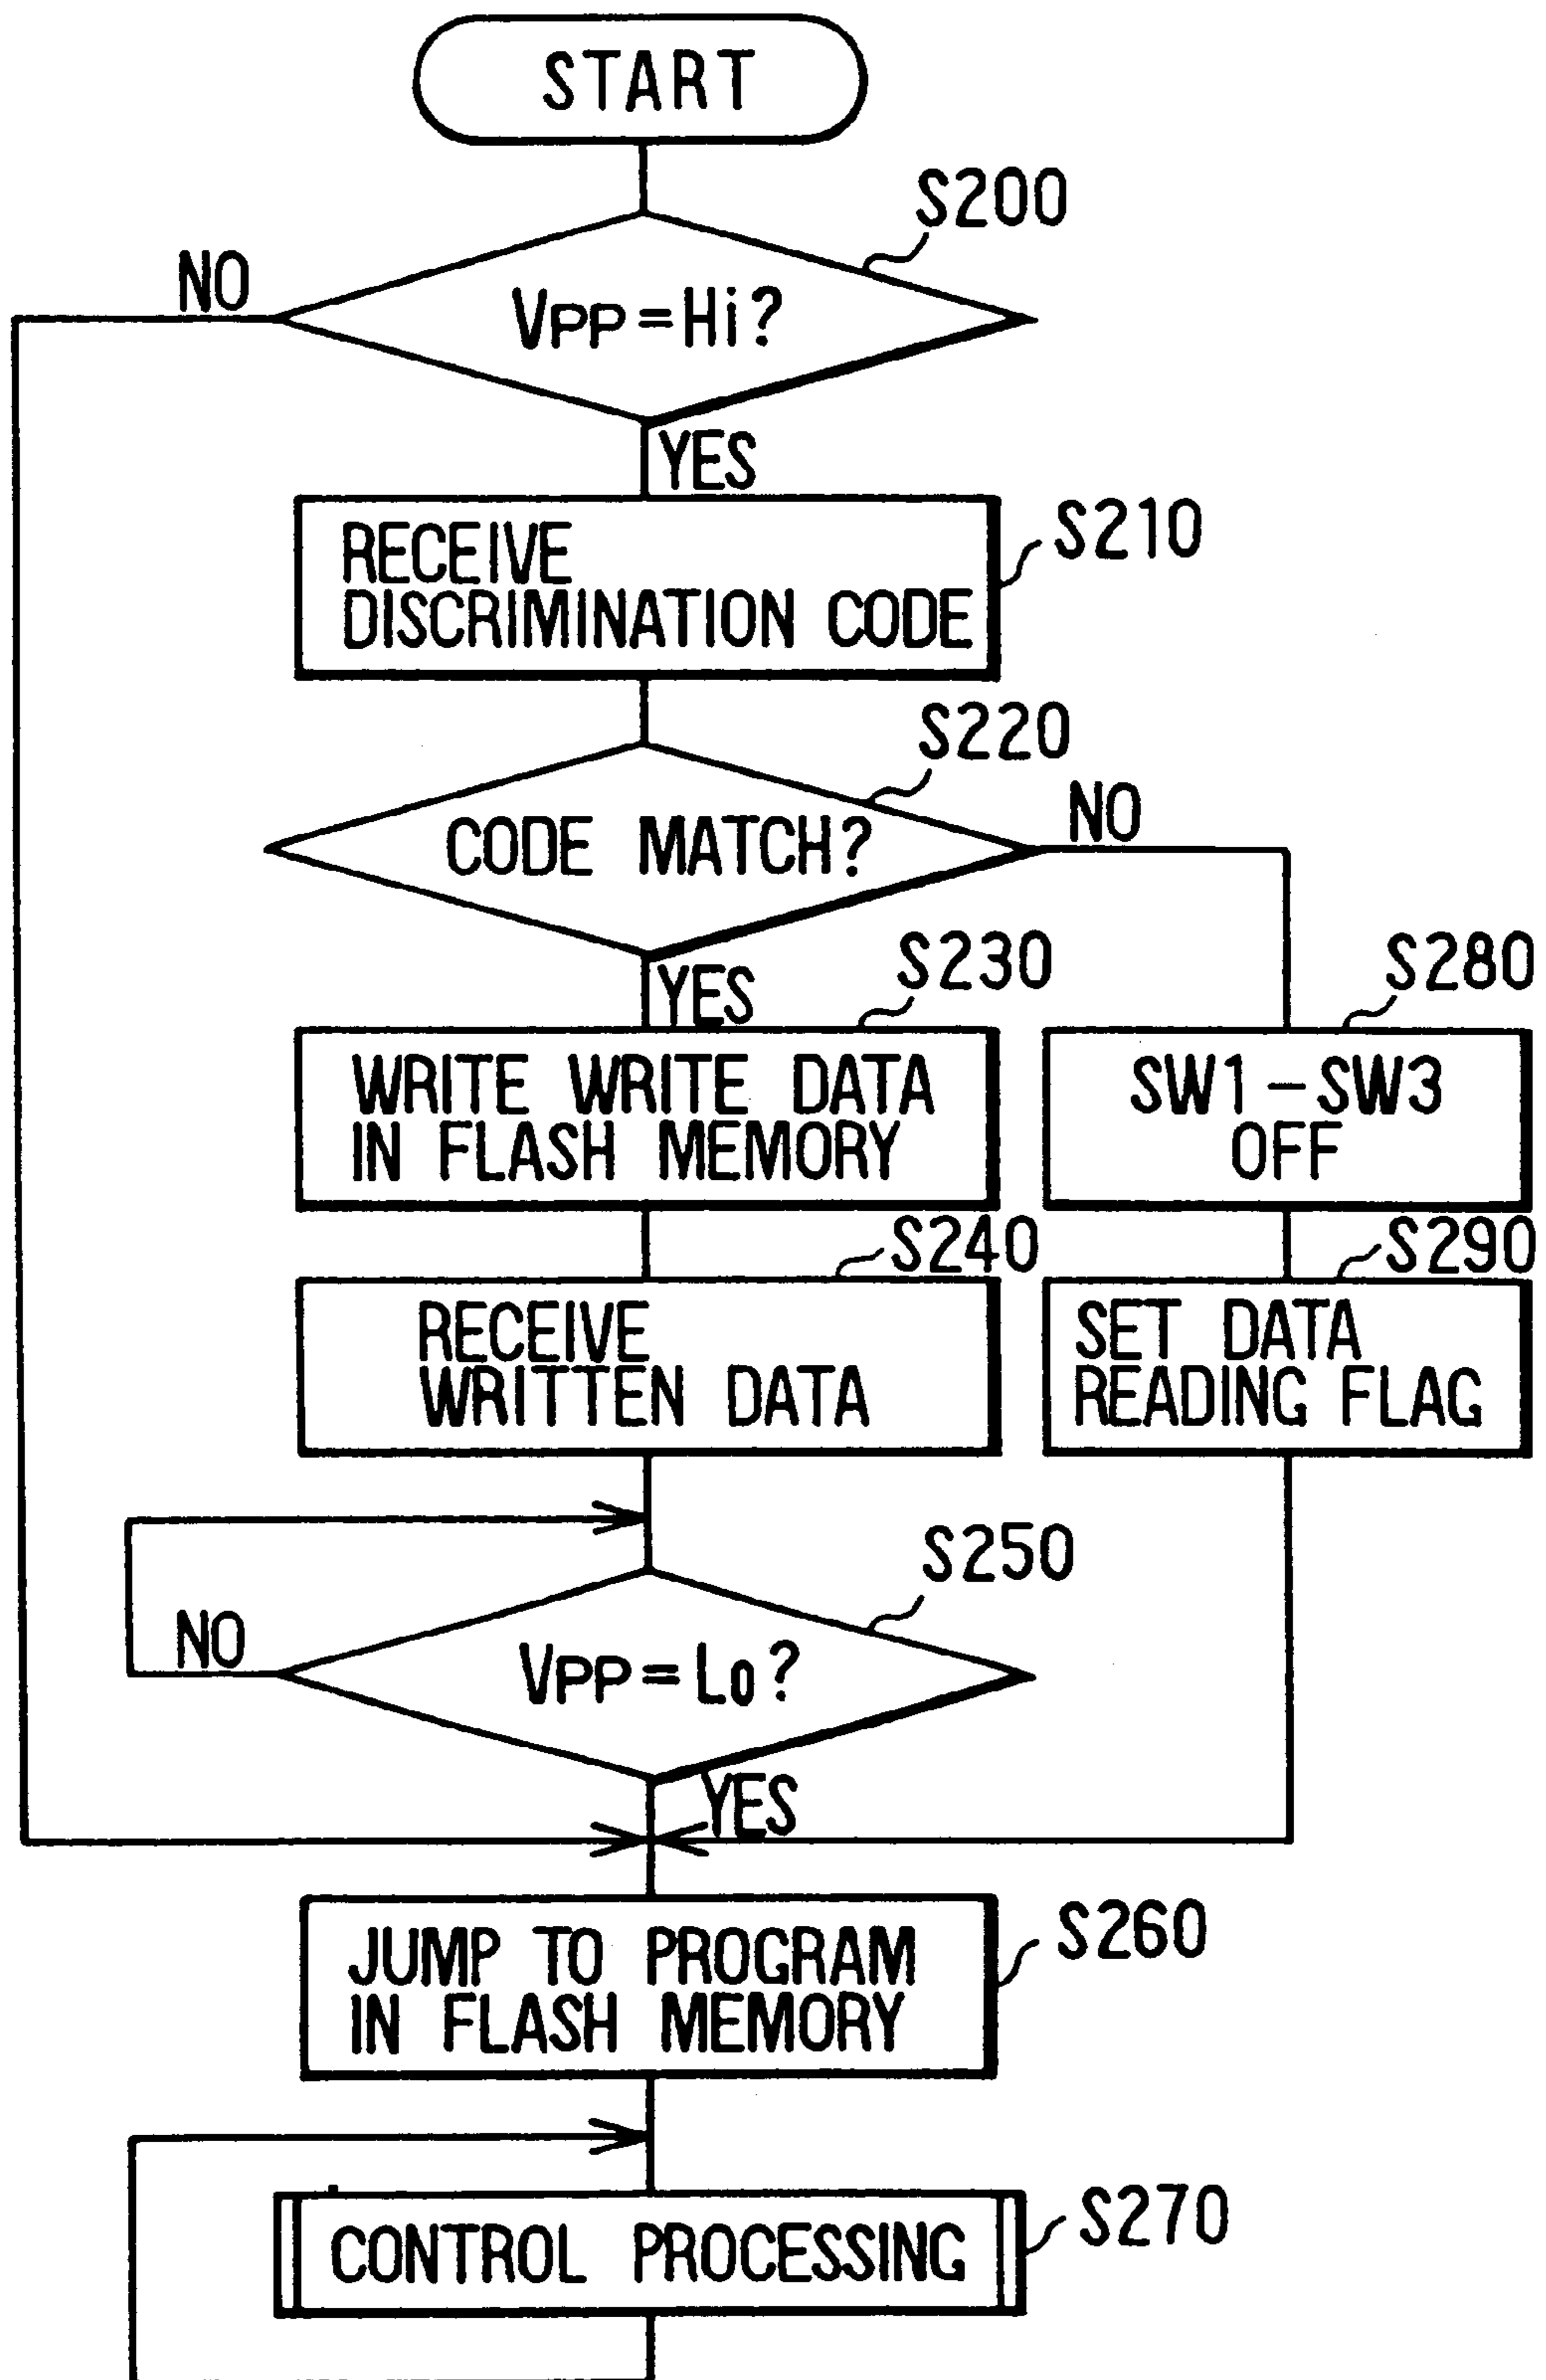 START
S200
NO
VPP=Hi?
YES
RECEIVE
DISCRIMINATION CODE
S210
S220
CODE MATCH?
NO
YES
S230
S280
WRITE WRITE DATA
IN FLASH MEMORY
SW1-SW3
OFF
S240
S290
RECEIVE
WRITTEN DATA
SET DATA
READING FLAG
S250
NO
VPP=Lo?
YES
JUMP TO PROGRAM
IN FLASH MEMORY
S260
CONTROL PROCESSING
S270